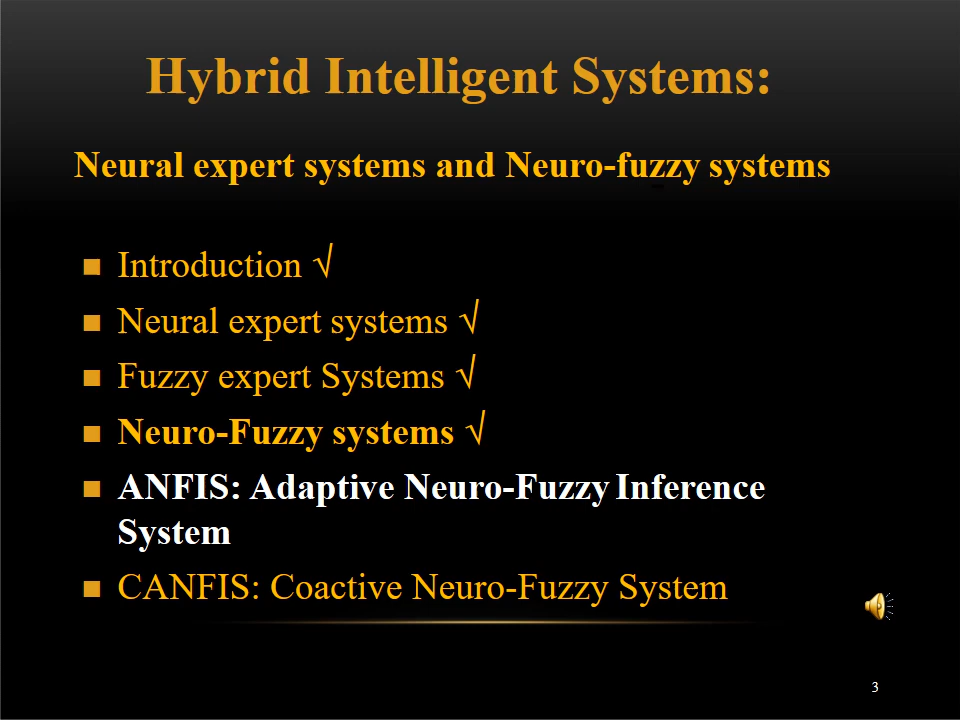 Hybrid Intelligent Systems:
Neural expert systems and Neuro-fuzzy systems
■ Introduction √
■ Neural expert systems √
■ Fuzzy expert Systems √
■ Neuro-Fuzzy systems √
■ ANFIS: Adaptive Neuro-Fuzzy Inference
System
■ CANFIS: Coactive Neuro-Fuzzy System
3